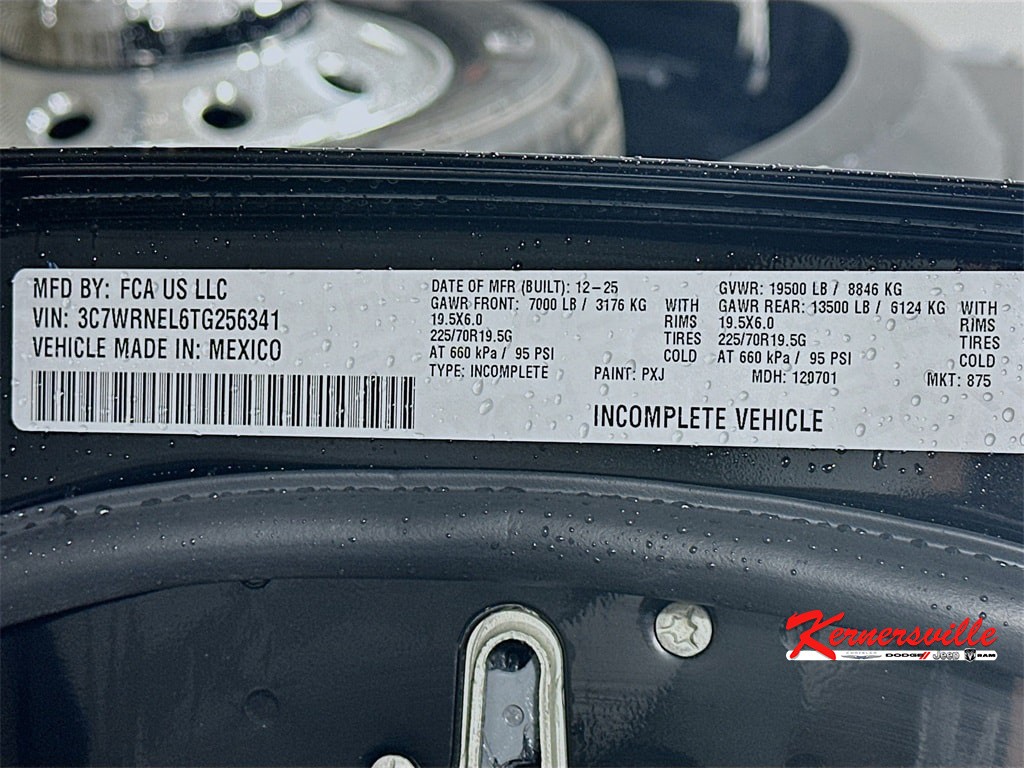 MFD BY: FCA US LLC
VIN: 3C7WRNEL6TG256341
VEHICLE MADE IN: MEXICO
DATE OF MFR (BUILT): 12-25
GAWR FRONT: 7000 LB / 3176 KG WITH
19.5X6.0 RIMS
225/70R19.5G TIRES
AT 660 kPa / 95 PSI COLD
TYPE: INCOMPLETE
GVWR: 19500 LB / 8846 KG
GAWR REAR: 13500 LB / 6124 KG WITH
19.5X6.0 RIMS
225/70R19.5G TIRES
AT 660 kPa / 95 PSI COLD
PAINT: PXJ MDH: 120701 MKT: 875
INCOMPLETE VEHICLE
Kernersville
CHRYSLER DODGE// Jeep RAM